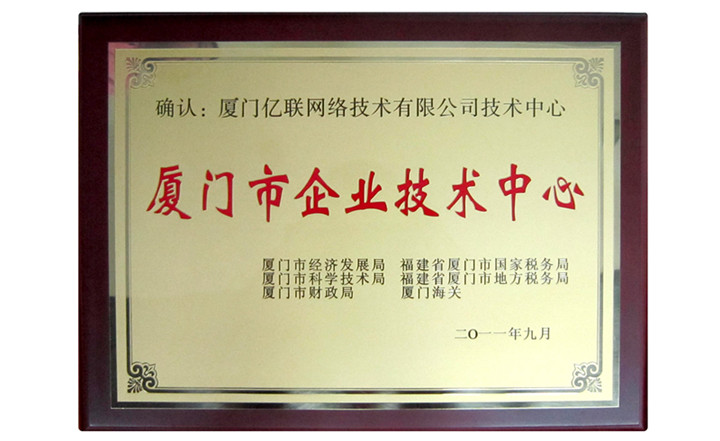 确认：厦门亿联网络技术有限公司技术中心
厦门市企业技术中心
厦门市经济发展局 福建省厦门市国家税务局
厦门市科学技术局 福建省厦门市地方税务局
厦门市财政局 厦门海关
二O一一年九月